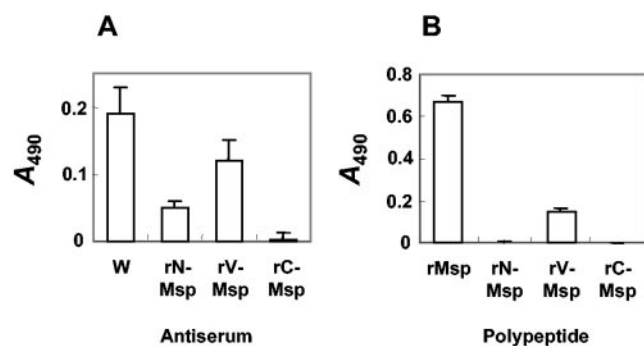 A
A490
0.2
0.1
0
W rN- rV- rC-
Msp Msp Msp
Antiserum
B
A490
0.8
0.6
0.4
0.2
0
rMsp rN- rV- rC-
Msp Msp Msp
Polypeptide